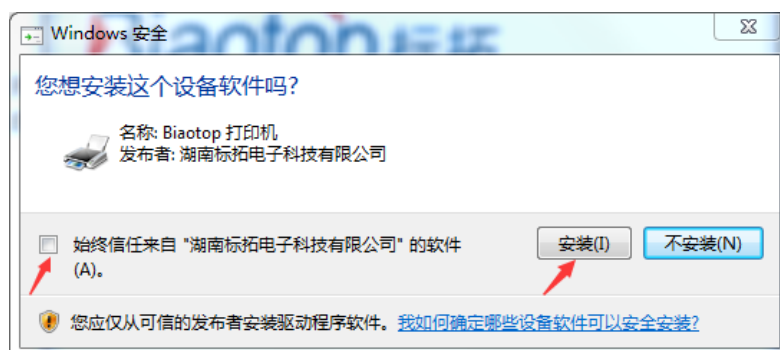 Windows 安全
Biaotop 标拓
您想安装这个设备软件吗?
名称: Biaotop 打印机
发布者: 湖南标拓电子科技有限公司
始终信任来自 "湖南标拓电子科技有限公司" 的软件
(A)。
安装(I)
不安装(N)
您应仅从可信的发布者安装驱动程序软件。我如何确定哪些设备软件可以安全安装?